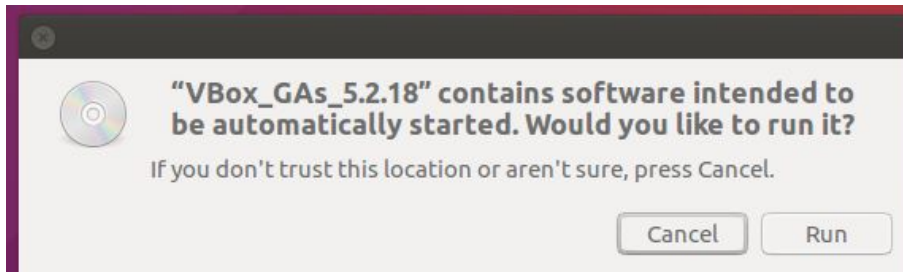 “VBox_GAs_5.2.18” contains software intended to
be automatically started. Would you like to run it?
If you don't trust this location or aren't sure, press Cancel.
Cancel Run